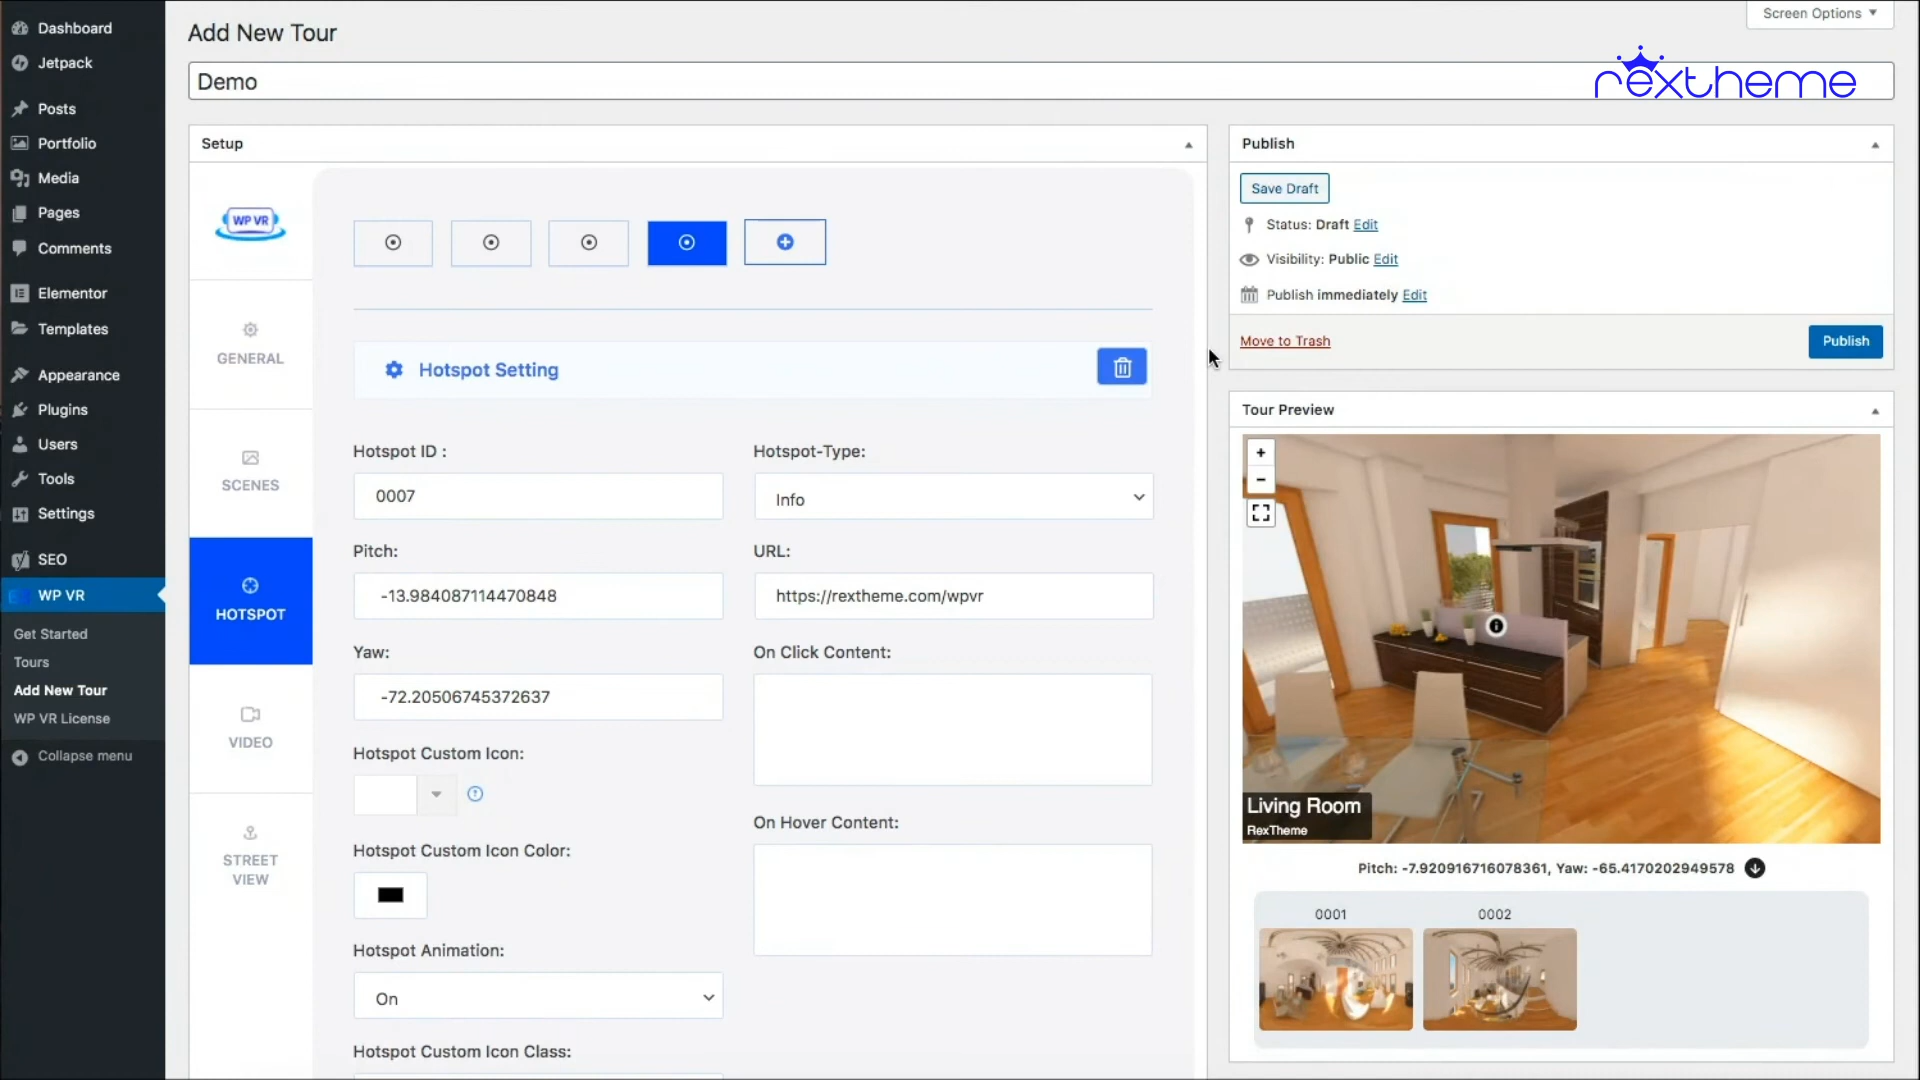 Dashboard
Jetpack
Posts
Portfolio
Media
Pages
Comments
Elementor
Templates
Appearance
Plugins
Users
Tools
Settings
SEO
WP VR
Get Started
Tours
Add New Tour
WP VR License
Collapse menu
Screen Options
Add New Tour
Demo
rextheme
Setup
WP VR
GENERAL
SCENES
HOTSPOT
VIDEO
STREET
VIEW
Hotspot Setting
Hotspot ID :
0007
Pitch:
-13.984087114470848
Yaw:
-72.20506745372637
Hotspot Custom Icon:
Hotspot Custom Icon Color:
Hotspot Animation:
On
Hotspot Custom Icon Class:
Hotspot-Type:
Info
URL:
https://rextheme.com/wpvr
On Click Content:
On Hover Content:
Publish
Save Draft
Status: Draft Edit
Visibility: Public Edit
Publish immediately Edit
Move to Trash
Publish
Tour Preview
+
-
Living Room
RexTheme
Pitch: -7.920916716078361, Yaw: -65.4170202949578
0001
0002